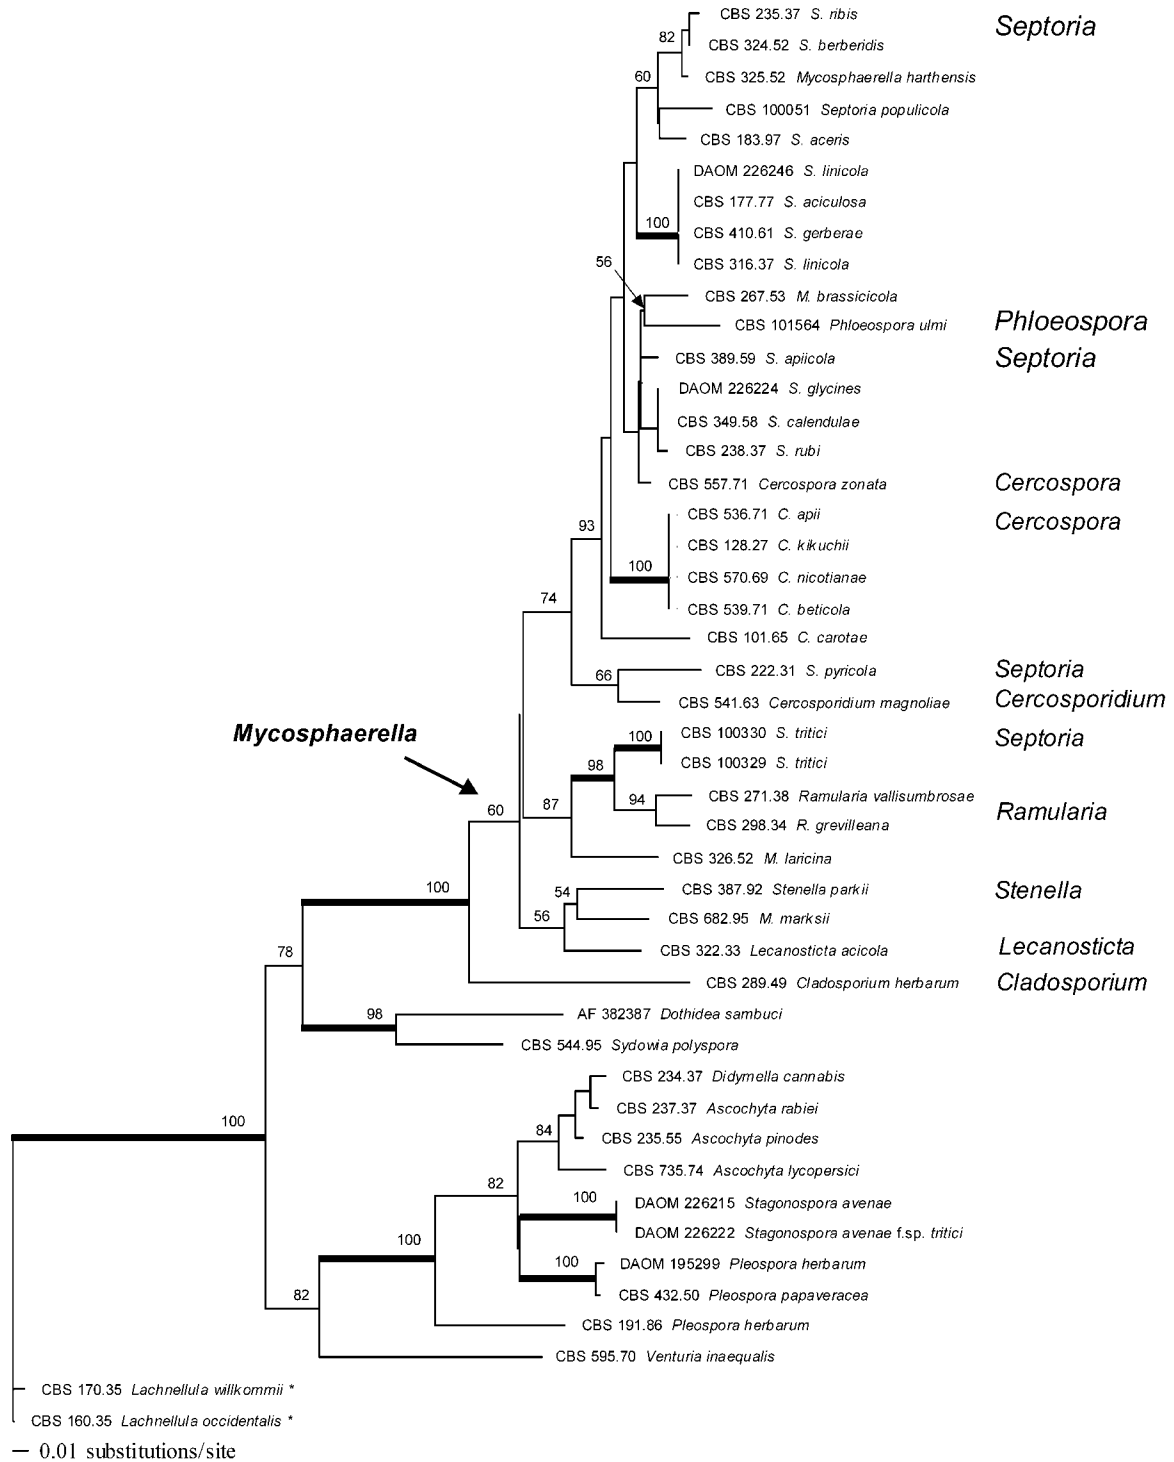 CBS 235.37 S. ribis
Septoria
82
CBS 324.52 S. berberidis
60
CBS 325.52 Mycosphaerella harthensis
CBS 100051 Septoria populicola
CBS 183.97 S. aceris
DAOM 226246 S. linicola
CBS 177.77 S. aciculosa
100
CBS 410.61 S. gerberae
CBS 316.37 S. linicola
56
CBS 267.53 M. brassicicola
CBS 101564 Phloeospora ulmi
Phloeospora
CBS 389.59 S. apiicola
Septoria
DAOM 226224 S. glycines
CBS 349.58 S. calendulae
CBS 238.37 S. rubi
CBS 557.71 Cercospora zonata
Cercospora
CBS 536.71 C. apii
Cercospora
93
CBS 128.27 C. kikuchii
100
CBS 570.69 C. nicotianae
74
CBS 539.71 C. beticola
CBS 101.65 C. carotae
66
CBS 222.31 S. pyricola
Septoria
CBS 541.63 Cercosporidium magnoliae
Cercosporidium
Mycosphaerella
100
CBS 100330 S. tritici
Septoria
98
CBS 100329 S. tritici
60
87
94
CBS 271.38 Ramularia vallisumbrosae
Ramularia
CBS 298.34 R. grevilleana
CBS 326.52 M. laricina
100
54
CBS 387.92 Stenella parkii
Stenella
56
CBS 682.95 M. marksii
78
CBS 322.33 Lecanosticta acicola
Lecanosticta
CBS 289.49 Cladosporium herbarum
Cladosporium
98
AF 382387 Dothidea sambuci
CBS 544.95 Sydowia polyspora
CBS 234.37 Didymella cannabis
100
CBS 237.37 Ascochyta rabiei
84
CBS 235.55 Ascochyta pinodes
82
CBS 735.74 Ascochyta lycopersici
100
DAOM 226215 Stagonospora avenae
DAOM 226222 Stagonospora avenae f.sp. tritici
100
100
DAOM 195299 Pleospora herbarum
82
CBS 432.50 Pleospora papaveracea
CBS 191.86 Pleospora herbarum
CBS 595.70 Venturia inaequalis
CBS 170.35 Lachnellula willkommii *
CBS 160.35 Lachnellula occidentalis *
0.01 substitutions/site